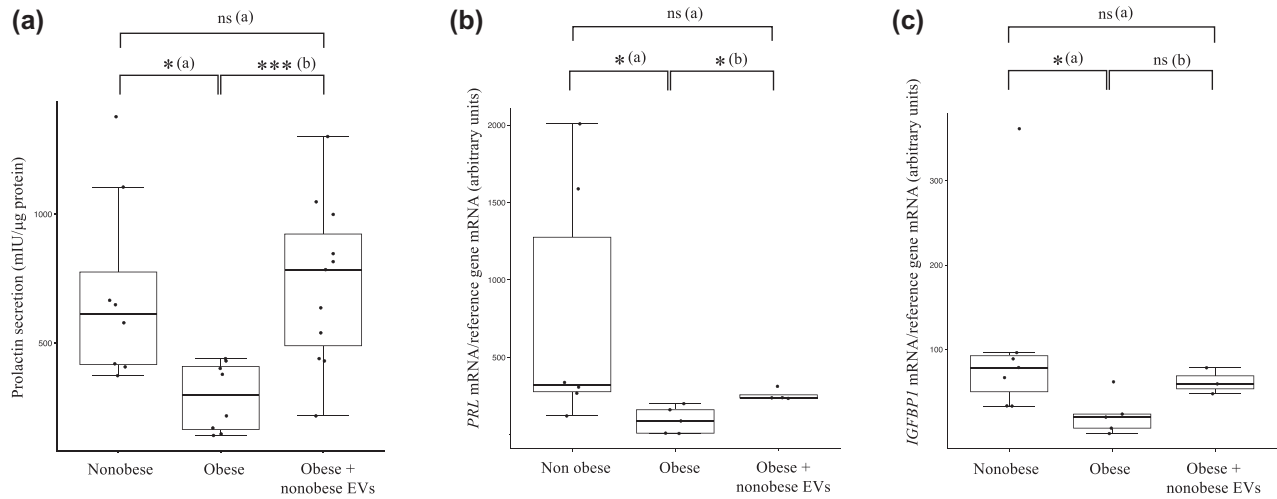 (a)
ns (a)
* (a)
*** (b)
Prolactin secretion (mIU/μg protein)
1000
500
Nonobese
Obese
Obese +
nonobese EVs
(b)
ns (a)
* (a)
* (b)
PRL mRNA/reference gene mRNA (arbitrary units)
2000
1500
1000
500
Non obese
Obese
Obese +
nonobese EVs
(c)
ns (a)
* (a)
ns (b)
IGFBP1 mRNA/reference gene mRNA (arbitrary units)
300
200
100
Nonobese
Obese
Obese +
nonobese EVs